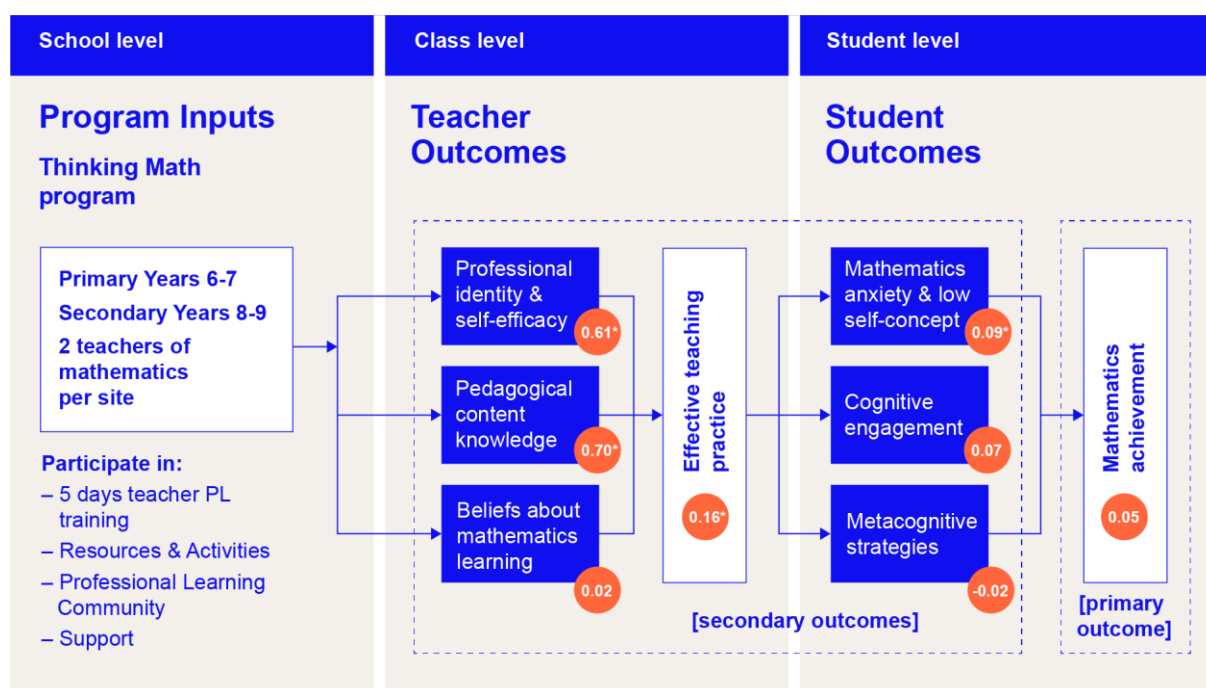 School level
Class level
Student level
Program Inputs
Thinking Math
program
Primary Years 6-7
Secondary Years 8-9
2 teachers of
mathematics
per site
Participate in:
– 5 days teacher PL
training
– Resources & Activities
– Professional Learning
Community
– Support
Teacher
Outcomes
Professional
identity &
self-efficacy
0.61*
Pedagogical
content
knowledge
0.70*
Beliefs about
mathematics
learning
0.02
Effective teaching
practice
0.16*
Student
Outcomes
Mathematics
anxiety & low
self-concept
0.09*
Cognitive
engagement
0.07
Metacognitive
strategies
-0.02
[secondary outcomes]
Mathematics
achievement
0.05
[primary
outcome]